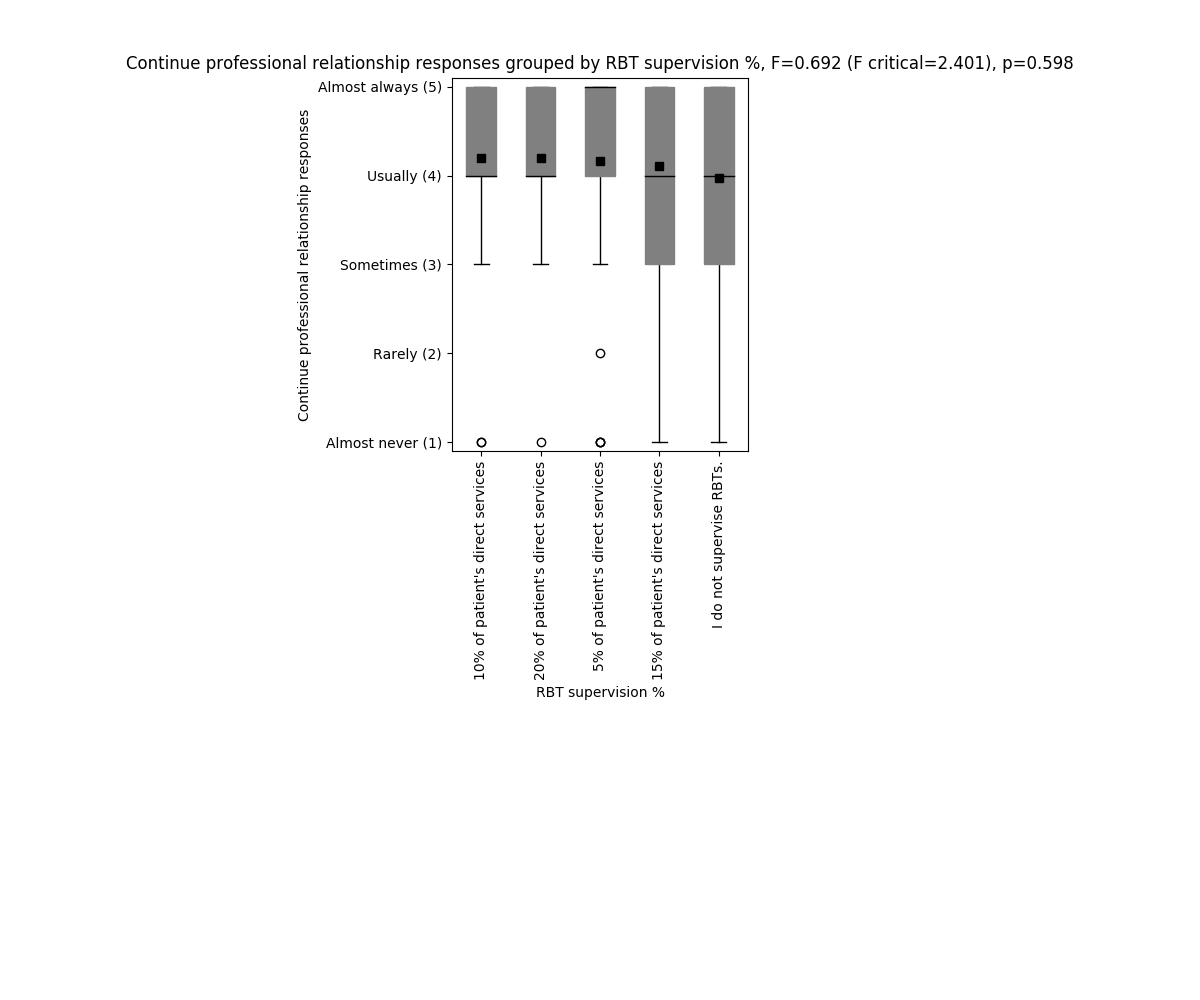 Continue professional relationship responses grouped by RBT supervision %, F=0.692 (F critical=2.401), p=0.598
Continue professional relationship responses
Almost always (5)
Usually (4)
Sometimes (3)
Rarely (2)
Almost never (1)
10% of patient's direct services
20% of patient's direct services
5% of patient's direct services
15% of patient's direct services
I do not supervise RBTs.
RBT supervision %